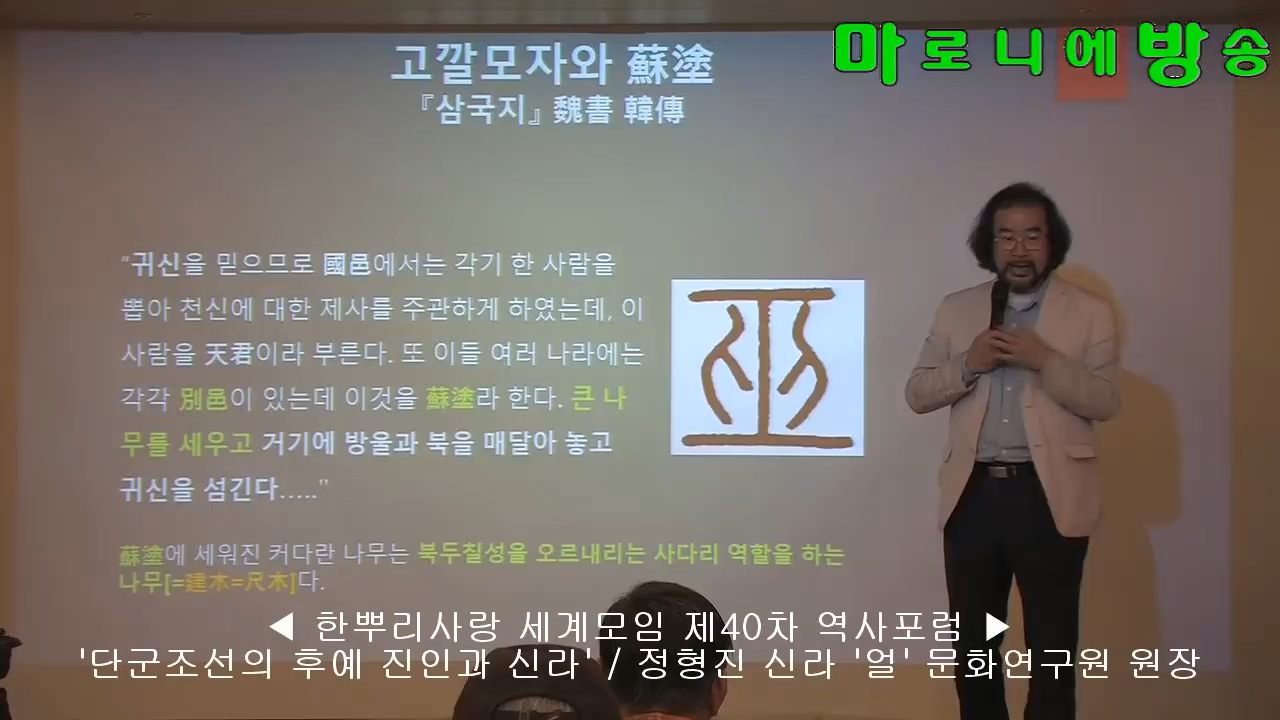 마로니에방송
고깔모자와 蘇塗
『삼국지』 魏書 韓傳
“귀신을 믿으므로 國邑에서는 각기 한 사람을
뽑아 천신에 대한 제사를 주관하게 하였는데, 이
사람을 天君이라 부른다. 또 이들 여러 나라에는
각각 別邑이 있는데 이것을 蘇塗라 한다. 큰 나
무를 세우고 거기에 방울과 북을 매달아 놓고
귀신을 섬긴다…..”
巫
蘇塗에 세워진 커다란 나무는 북두칠성을 오르내리는 사다리 역할을 하는
나무[=建木=尺木]다.
◀ 한뿌리사랑 세계모임 제40차 역사포럼 ▶
'단군조선의 후예 진인과 신라' / 정형진 신라 '얼' 문화연구원 원장